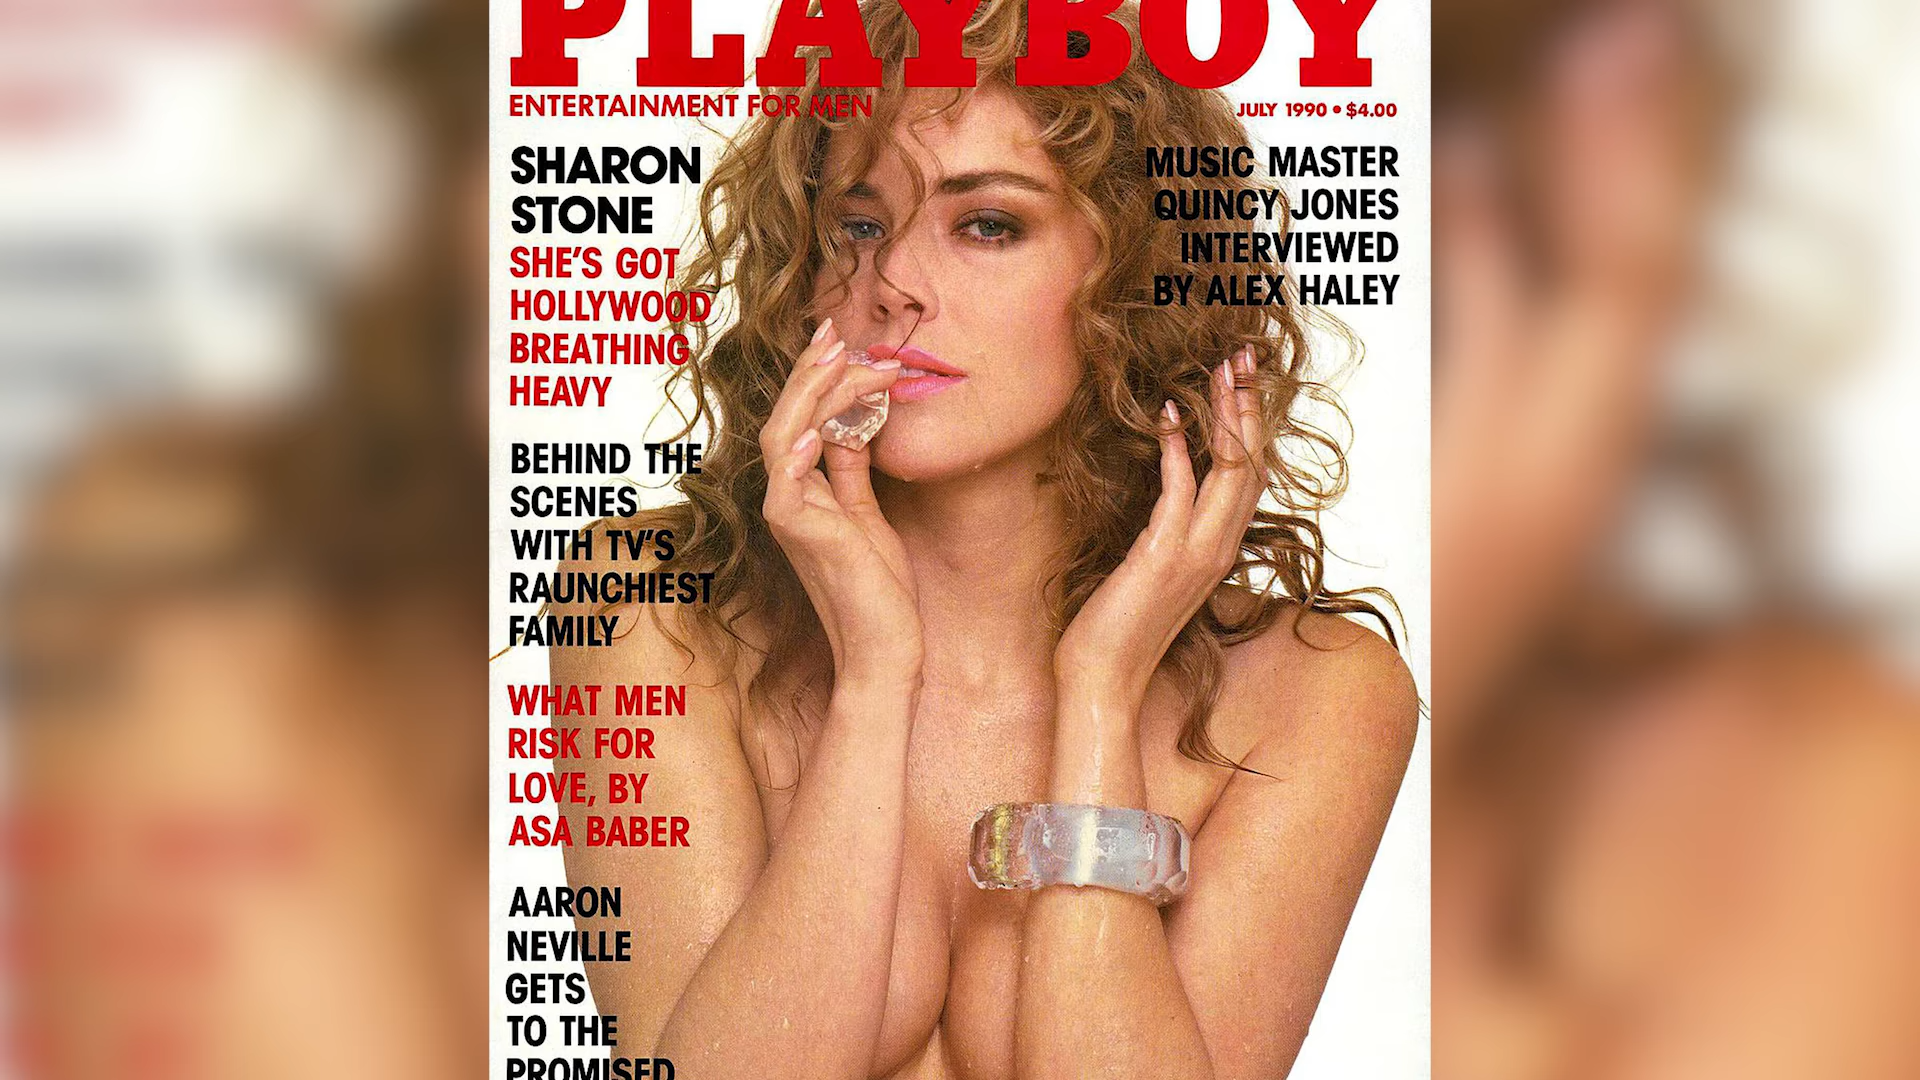 PLAYBOY
ENTERTAINMENT FOR MEN
JULY 1990 • $4.00
SHARON
STONE
SHE'S GOT
HOLLYWOOD
BREATHING
HEAVY
BEHIND THE
SCENES
WITH TV'S
RAUNCHIEST
FAMILY
WHAT MEN
RISK FOR
LOVE, BY
ASA BABER
AARON
NEVILLE
GETS
TO THE
PROMISED
MUSIC MASTER
QUINCY JONES
INTERVIEWED
BY ALEX HALEY